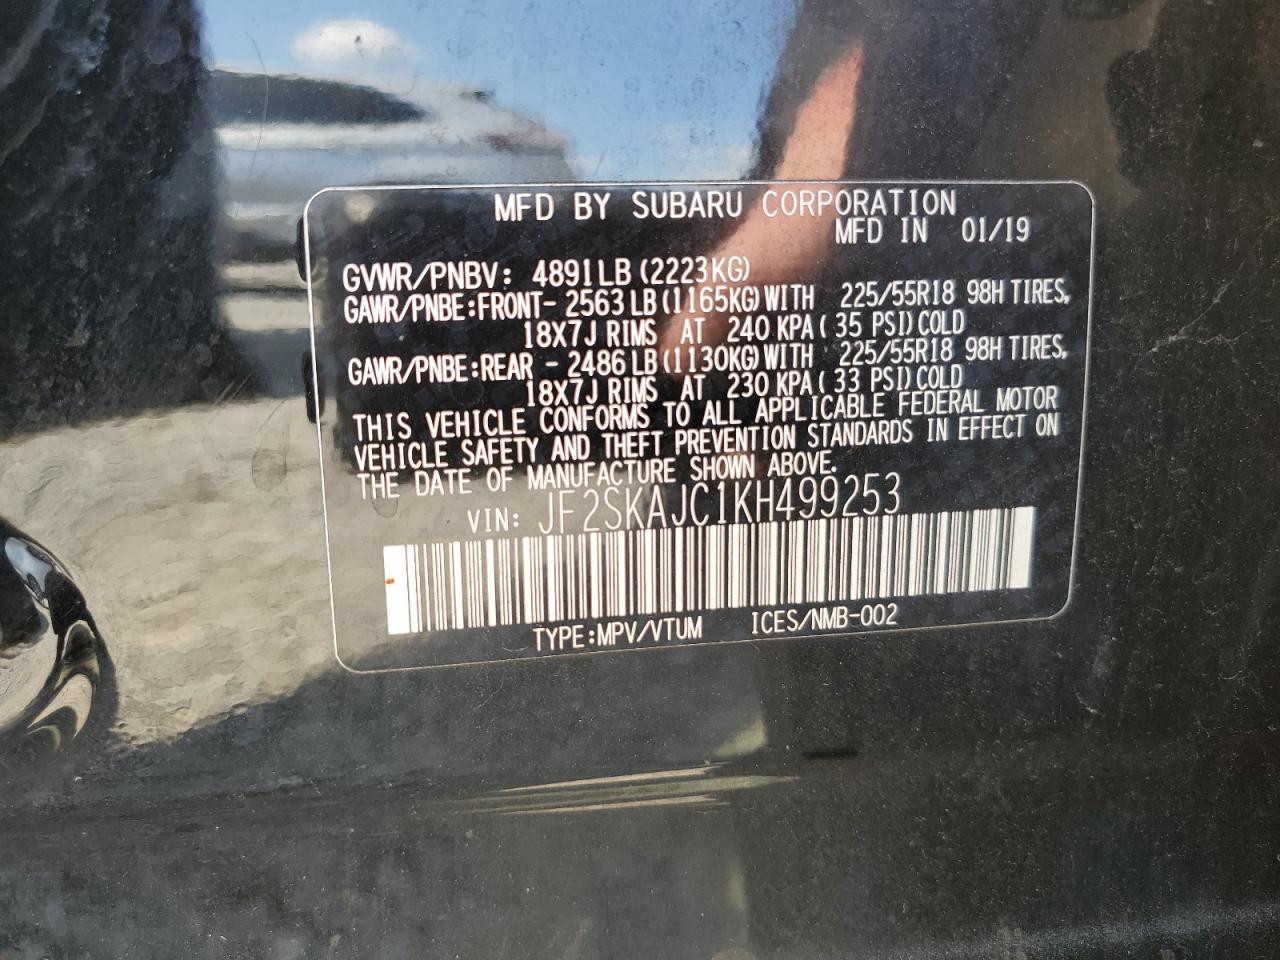 MFD BY SUBARU CORPORATION
MFD IN 01/19
GVWR/PNBV: 4891LB (2223KG)
GAWR/PNBE:FRONT- 2563LB (1165KG)WITH 225/55R18 98H TIRES,
18X7J RIMS AT 240 KPA( 35 PSI)COLD
GAWR/PNBE:REAR - 2486LB (1130KG)WITH 225/55R18 98H TIRES,
18X7J RIMS AT 230 KPA( 33 PSI)COLD
THIS VEHICLE CONFORMS TO ALL APPLICABLE FEDERAL MOTOR
VEHICLE SAFETY AND THEFT PREVENTION STANDARDS IN EFFECT ON
THE DATE OF MANUFACTURE SHOWN ABOVE.
VIN: JF2SKAJC1KH499253
TYPE:MPV/VTUM ICES/NMB-002